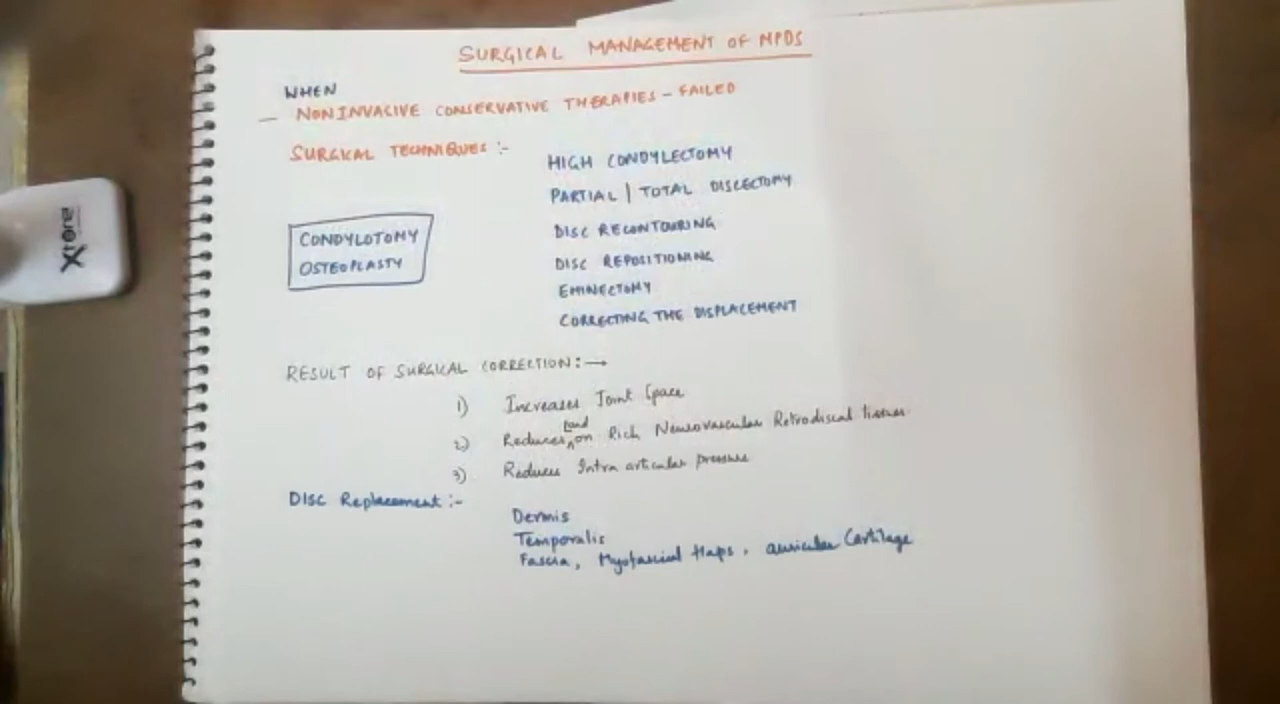 SURGICAL MANAGEMENT OF MPDS
WHEN
- NONINVASIVE CONSERVATIVE THERAPIES - FAILED
SURGICAL TECHNIQUES :-
HIGH CONDYLECTOMY
PARTIAL | TOTAL DISCECTOMY
DISC RECONTOURING
DISC REPOSITIONING
EMINECTOMY
CORRECTING THE DISPLACEMENT
CONDYLOTOMY
OSTEOPLASTY
RESULT OF SURGICAL CORRECTION: →
1) Increases Joint Space
2) Reduces load on Rich Neurovascular Retrodiscal tissues.
3) Reduces Intra articular pressure
DISC Replacement :-
Dermis
Temporalis
Fascia, Myofascial flaps, auricular Cartilage
Xtore